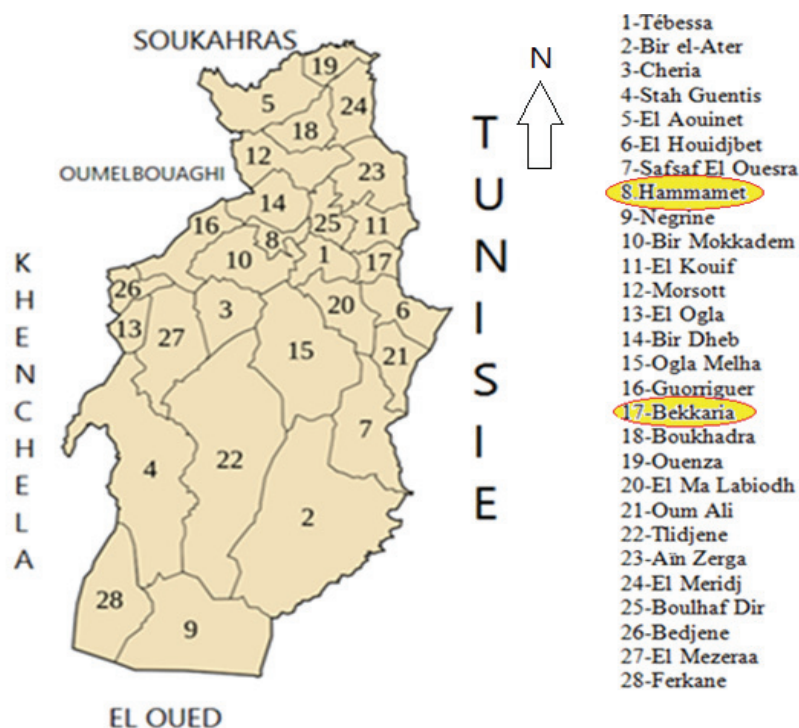 SOUKAHRAS
OUMELBOUAGHI
KHENCHELA
TUNISIE
EL OUED
N
19
5
24
18
12
23
14
16
25
11
8
10
1
17
26
3
20
6
13
27
15
21
7
4
22
2
28
9
1-Tébessa
2-Bir el-Ater
3-Cheria
4-Stah Guentis
5-El Aouinet
6-El Houidjbet
7-Safsaf El Ouesra
8.Hammamet
9-Negrine
10-Bir Mokkadem
11-El Kouif
12-Morsott
13-El Ogla
14-Bir Dheb
15-Ogla Melha
16-Guorriguer
17-Bekkaria
18-Boukhadra
19-Ouenza
20-El Ma Labiodh
21-Oum Ali
22-Tlidjene
23-Aïn Zerga
24-El Meridj
25-Boulhaf Dir
26-Bedjene
27-El Mezeraa
28-Ferkane